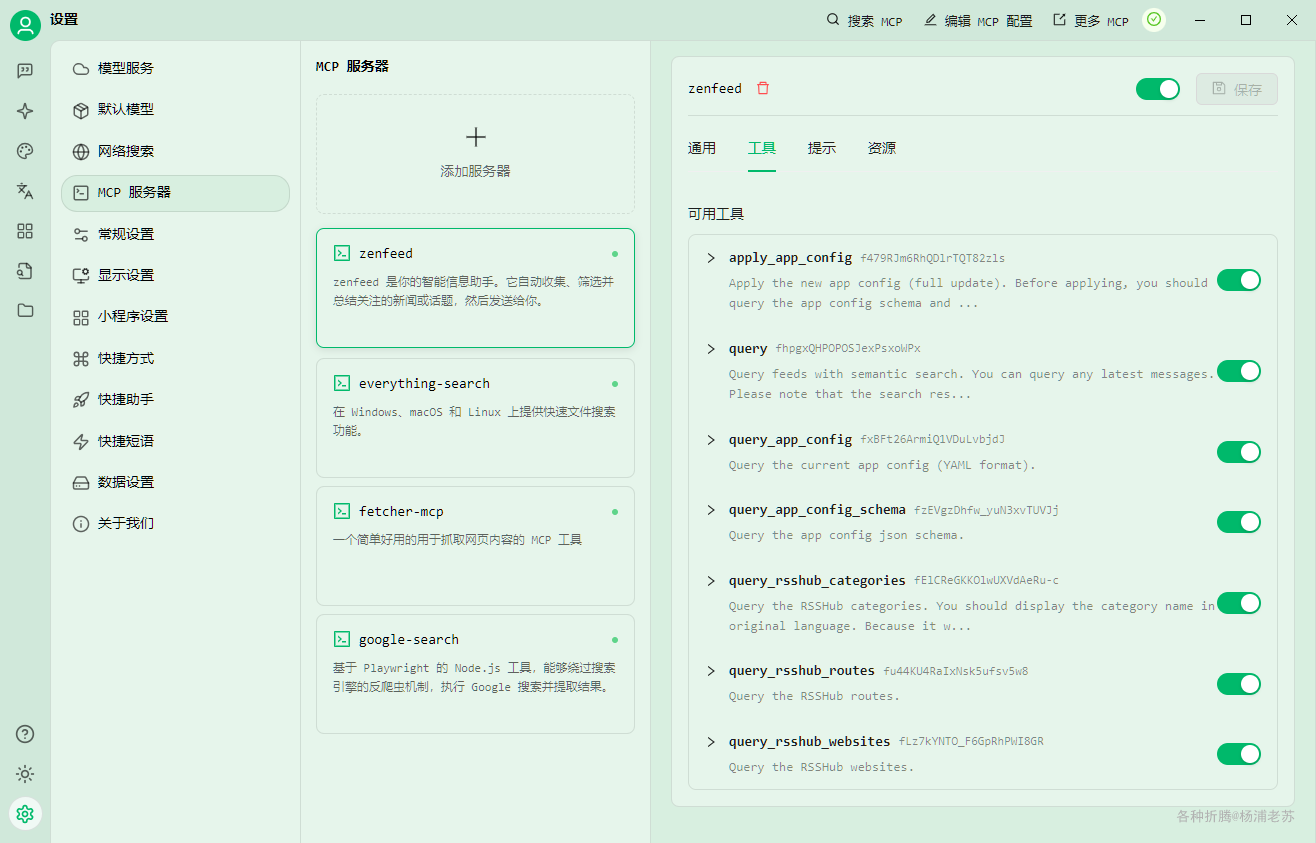 设置
搜索 MCP
编辑 MCP 配置
更多 MCP
模型服务
默认模型
网络搜索
MCP 服务器
常规设置
显示设置
小程序设置
快捷方式
快捷助手
快捷短语
数据设置
关于我们
MCP 服务器
添加服务器
zenfeed
zenfeed 是你的智能信息助手。它自动收集、筛选并
总结关注的新闻或话题，然后发送给你。
everything-search
在 Windows、macOS 和 Linux 上提供快速文件搜索
功能。
fetcher-mcp
一个简单好用的用于抓取网页内容的 MCP 工具
google-search
基于 Playwright 的 Node.js 工具，能够绕过搜索
引擎的反爬虫机制，执行 Google 搜索并提取结果。
zenfeed
保存
通用 工具 提示 资源
可用工具
apply_app_config f479RJm6RhQDlrTQT82zls
Apply the new app config (full update). Before applying, you should
query the app config schema and ...
query fhpgxQHPOPOSJexPsxoWPx
Query feeds with semantic search. You can query any latest messages.
Please note that the search res...
query_app_config fxBFt26ArmiQlVDuLvbjdJ
Query the current app config (YAML format).
query_app_config_schema fzEVgzDhfw_yuN3xvTUVJj
Query the app config json schema.
query_rsshub_categories fElCReGKKOlwUXVdAeRu-c
Query the RSSHub categories. You should display the category name in
original language. Because it w...
query_rsshub_routes fu44KU4RaIxNsk5ufsv5w8
Query the RSSHub routes.
query_rsshub_websites fLz7kYNTO_F6GpRhPWI8GR
Query the RSSHub websites.
各种折腾@杨浦老苏